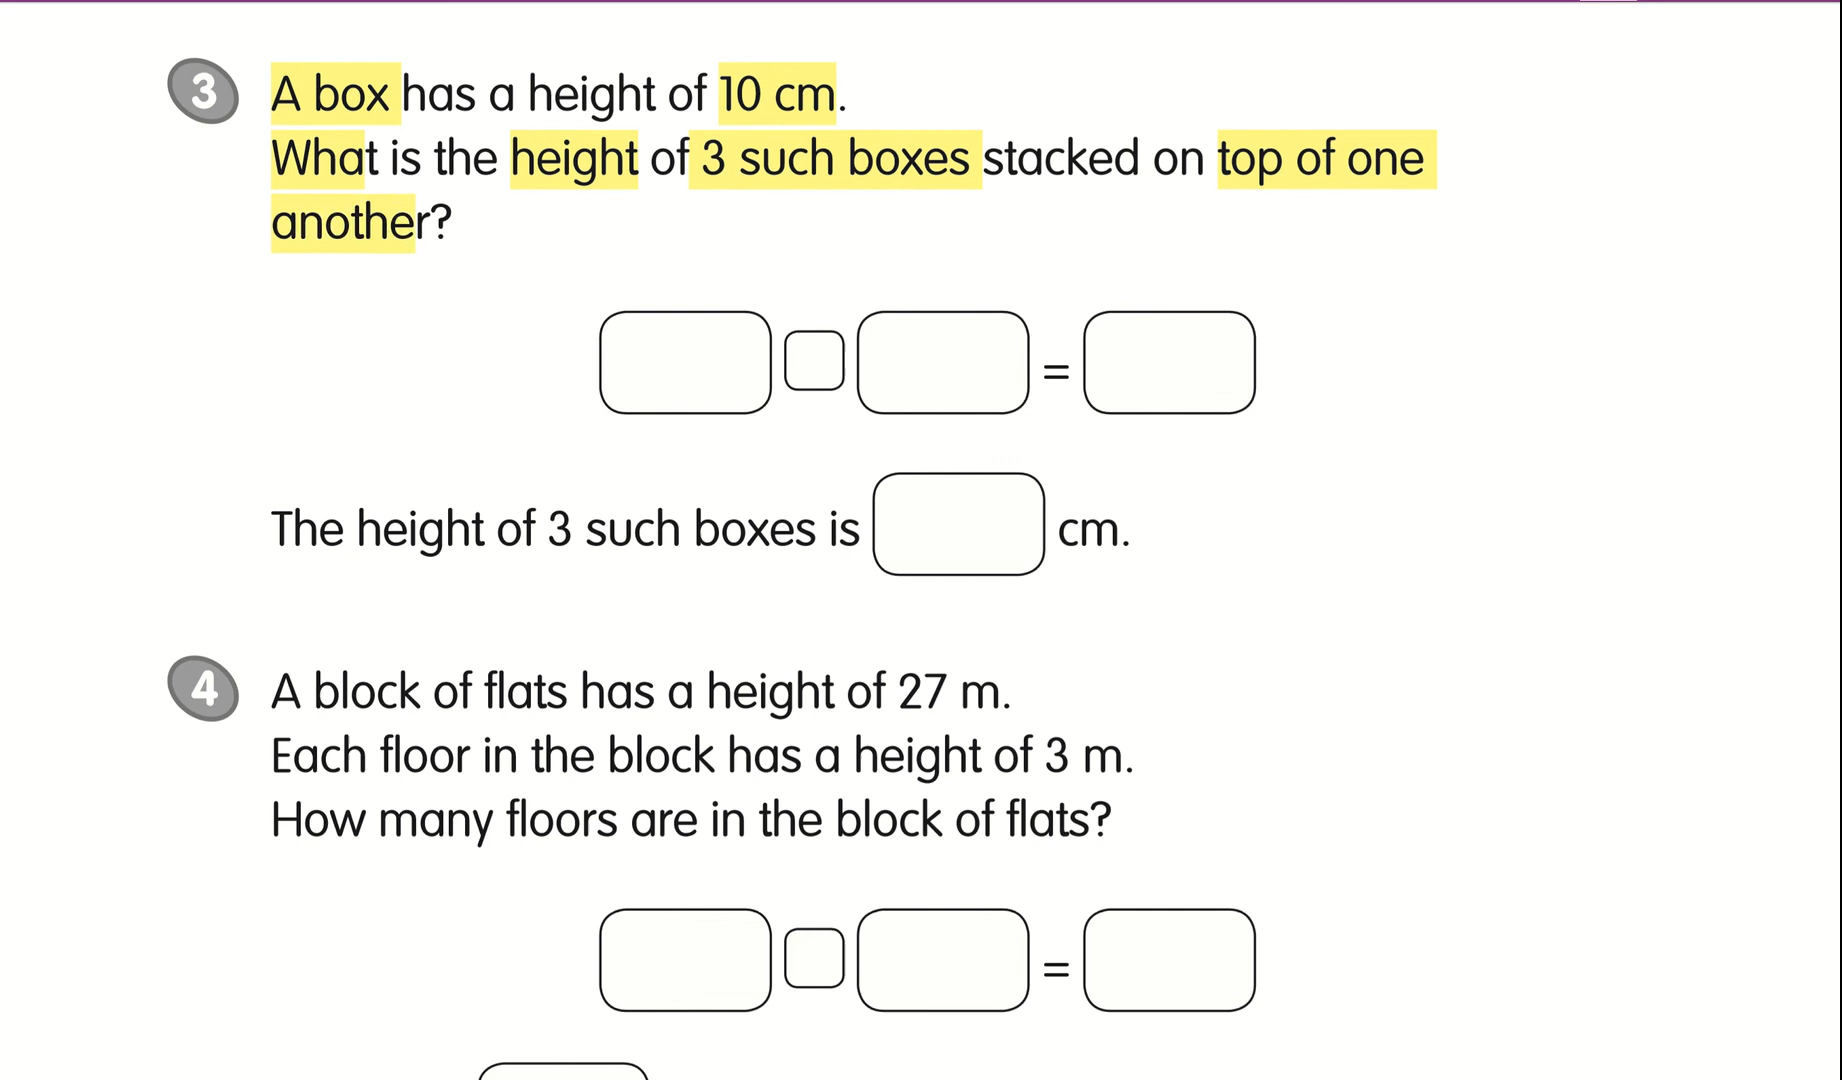 3 A box has a height of 10 cm.
What is the height of 3 such boxes stacked on top of one
another?
=
The height of 3 such boxes is cm.
4 A block of flats has a height of 27 m.
Each floor in the block has a height of 3 m.
How many floors are in the block of flats?
=